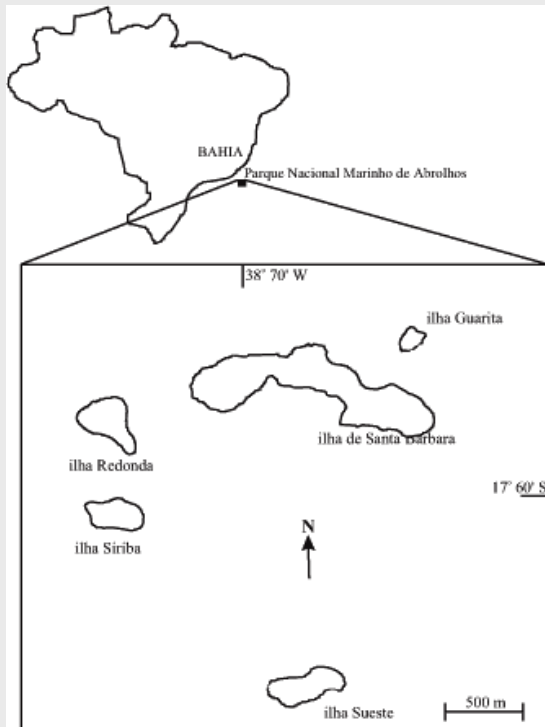 BAHIA
Parque Nacional Marinho de Abrolhos
38° 70' W
ilha Guarita
ilha de Santa Barbara
ilha Redonda
17° 60' S
N
ilha Siriba
ilha Sueste
500 m